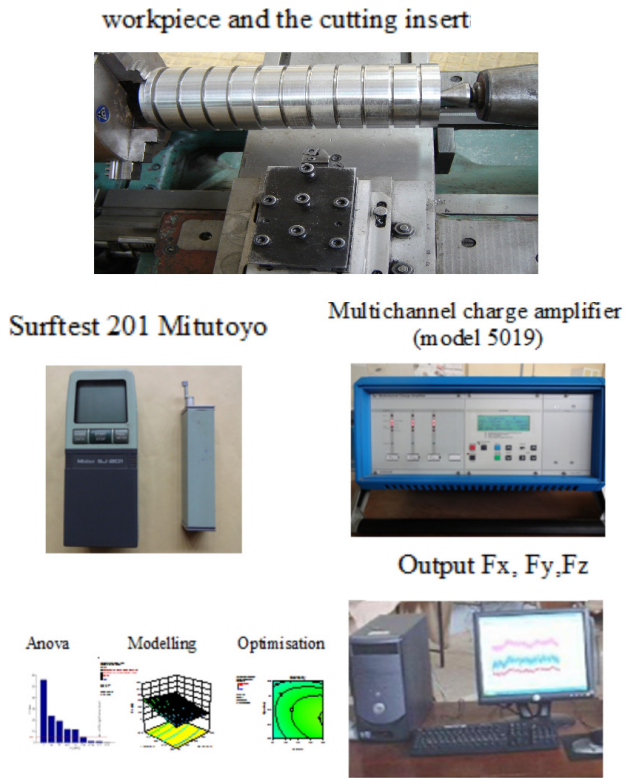 workpiece and the cutting insert
Surftest 201 Mitutoyo
Multichannel charge amplifier
(model 5019)
Output Fx, Fy,Fz
Anova
Modelling
Optimisation